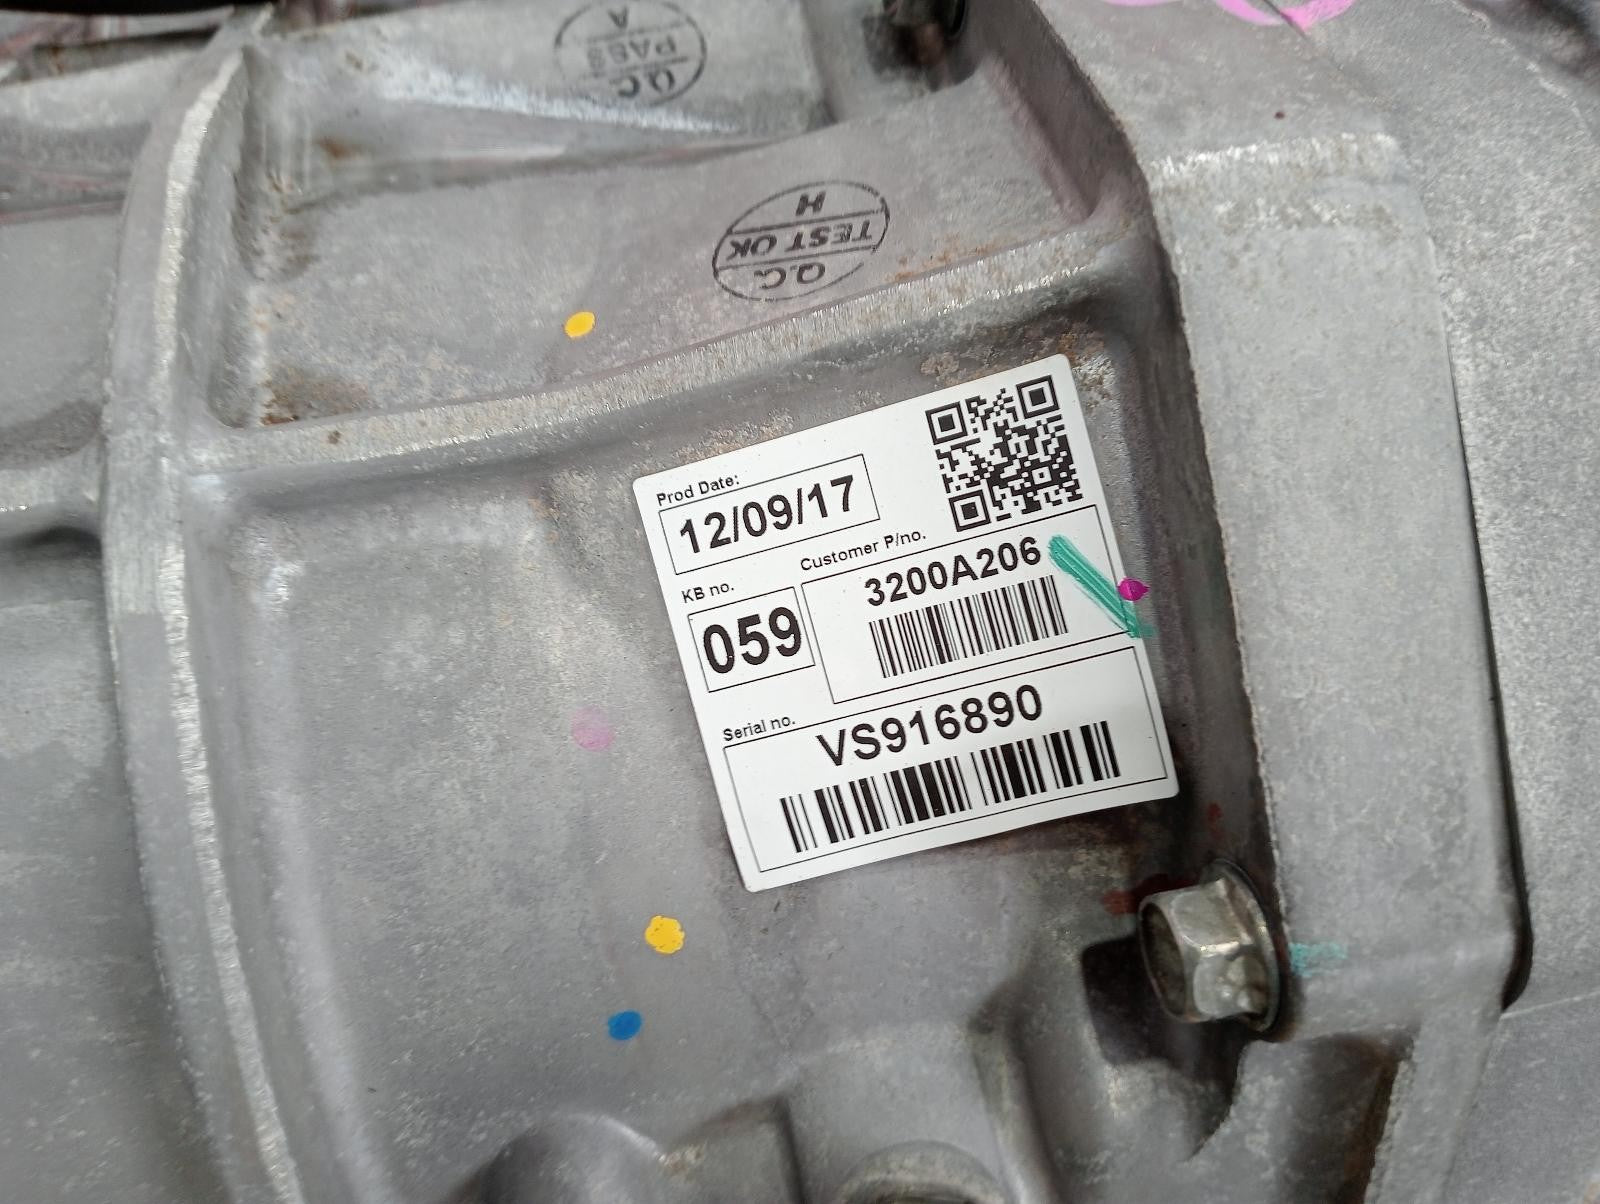 Q.C.
PASS
A
Q.C.
TEST OK
H
Prod Date:
12/09/17
KB no.
059
Customer P/no.
3200A206
Serial no.
VS916890